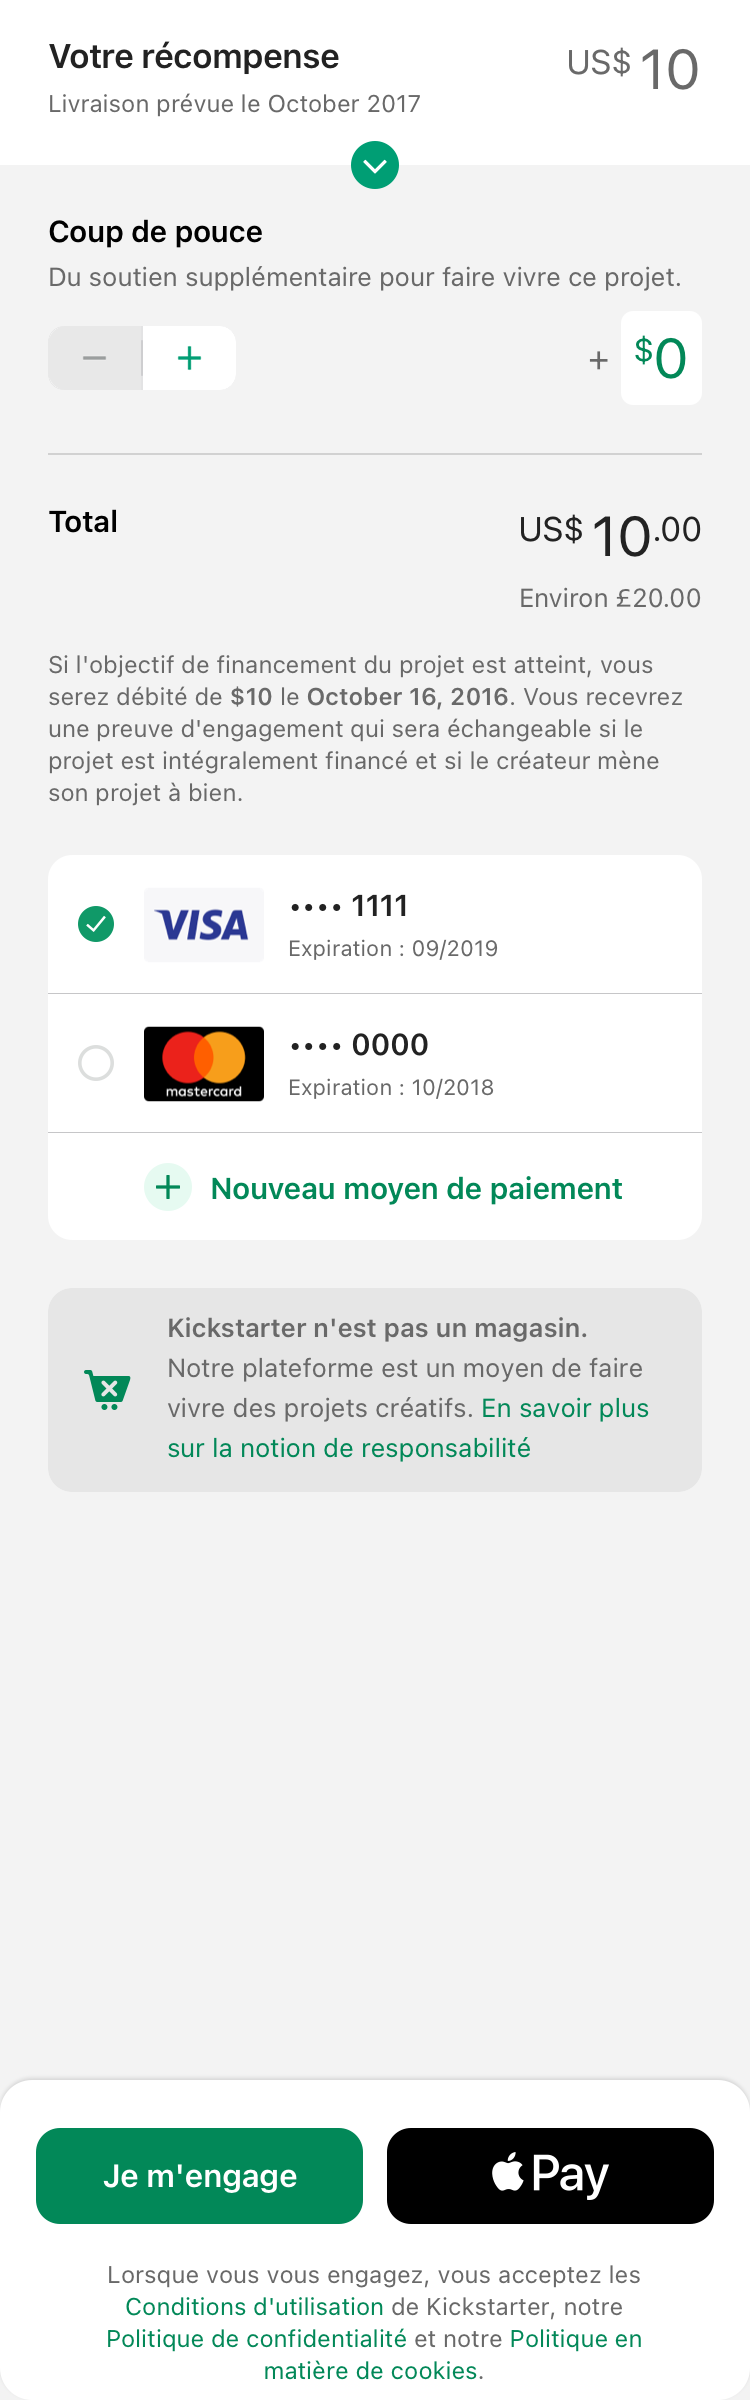 Votre récompense
US$ 10
Livraison prévue le October 2017
Coup de pouce
Du soutien supplémentaire pour faire vivre ce projet.
− + + $0
Total
US$ 10.00
Environ £20.00
Si l'objectif de financement du projet est atteint, vous
serez débité de $10 le October 16, 2016. Vous recevrez
une preuve d'engagement qui sera échangeable si le
projet est intégralement financé et si le créateur mène
son projet à bien.
VISA
•••• 1111
Expiration : 09/2019
mastercard
•••• 0000
Expiration : 10/2018
+ Nouveau moyen de paiement
Kickstarter n'est pas un magasin.
Notre plateforme est un moyen de faire
vivre des projets créatifs. En savoir plus
sur la notion de responsabilité
Je m'engage
Pay
Lorsque vous vous engagez, vous acceptez les
Conditions d'utilisation de Kickstarter, notre
Politique de confidentialité et notre Politique en
matière de cookies.